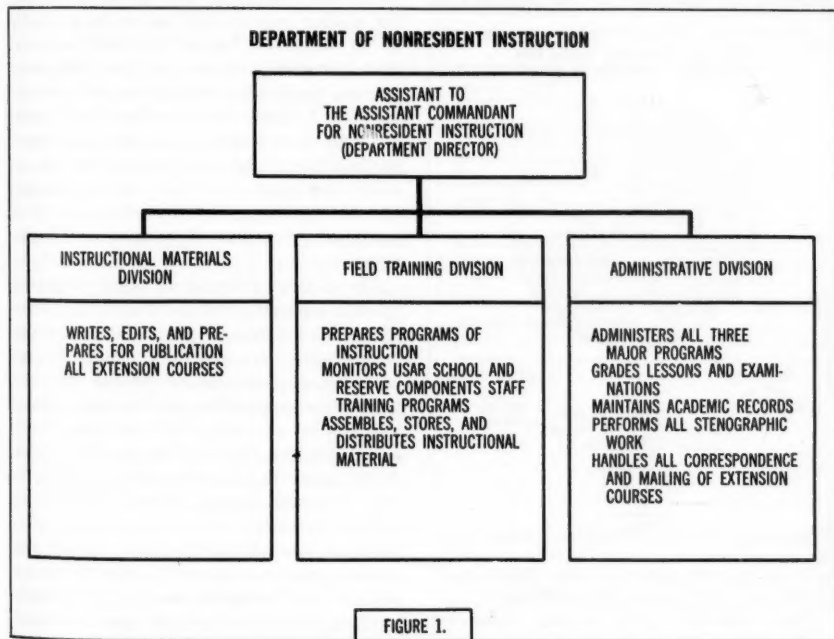 DEPARTMENT OF NONRESIDENT INSTRUCTION
ASSISTANT TO
THE ASSISTANT COMMANDANT
FOR NONRESIDENT INSTRUCTION
(DEPARTMENT DIRECTOR)
INSTRUCTIONAL MATERIALS
DIVISION
WRITES, EDITS, AND PRE-
PARES FOR PUBLICATION
ALL EXTENSION COURSES
FIELD TRAINING DIVISION
PREPARES PROGRAMS OF
INSTRUCTION
MONITORS USAR SCHOOL AND
RESERVE COMPONENTS STAFF
TRAINING PROGRAMS
ASSEMBLES, STORES, AND
DISTRIBUTES INSTRUCTIONAL
MATERIAL
ADMINISTRATIVE DIVISION
ADMINISTERS ALL THREE
MAJOR PROGRAMS
GRADES LESSONS AND EXAMI-
NATIONS
MAINTAINS ACADEMIC RECORDS
PERFORMS ALL STENOGRAPHIC
WORK
HANDLES ALL CORRESPONDENCE
AND MAILING OF EXTENSION
COURSES
FIGURE 1.